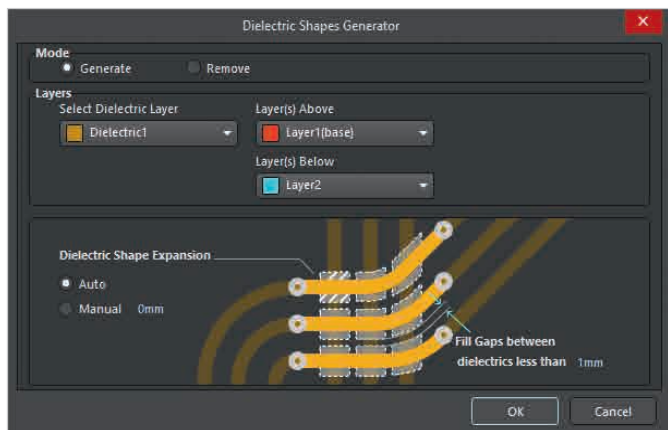 Dielectric Shapes Generator
Mode
Generate Remove
Layers
Select Dielectric Layer Layer(s) Above
Dielectric1 Layer1(base)
Layer(s) Below
Layer2
Dielectric Shape Expansion
Auto
Manual 0mm
Fill Gaps between
dielectrics less than 1mm
OK Cancel